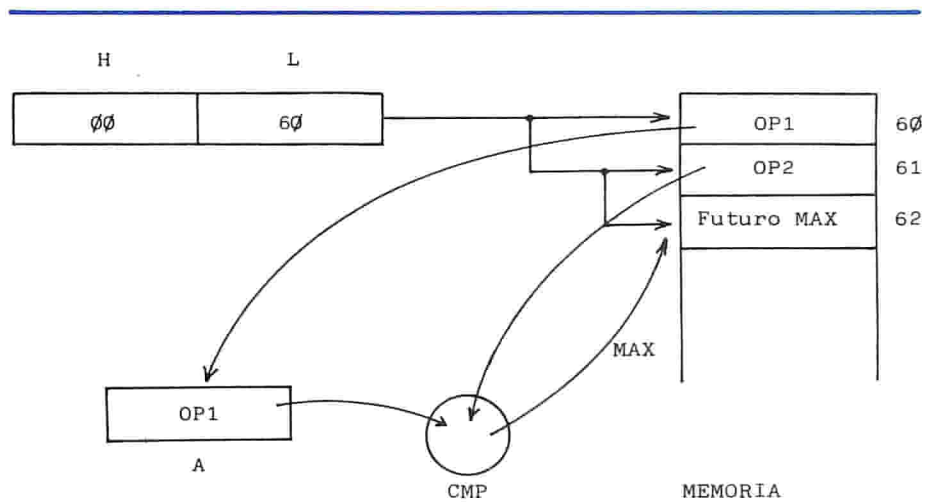 H L
ØØ 6Ø
OP1 6Ø
OP2 61
Futuro MAX 62
MAX
OP1
A
CMP MEMORIA